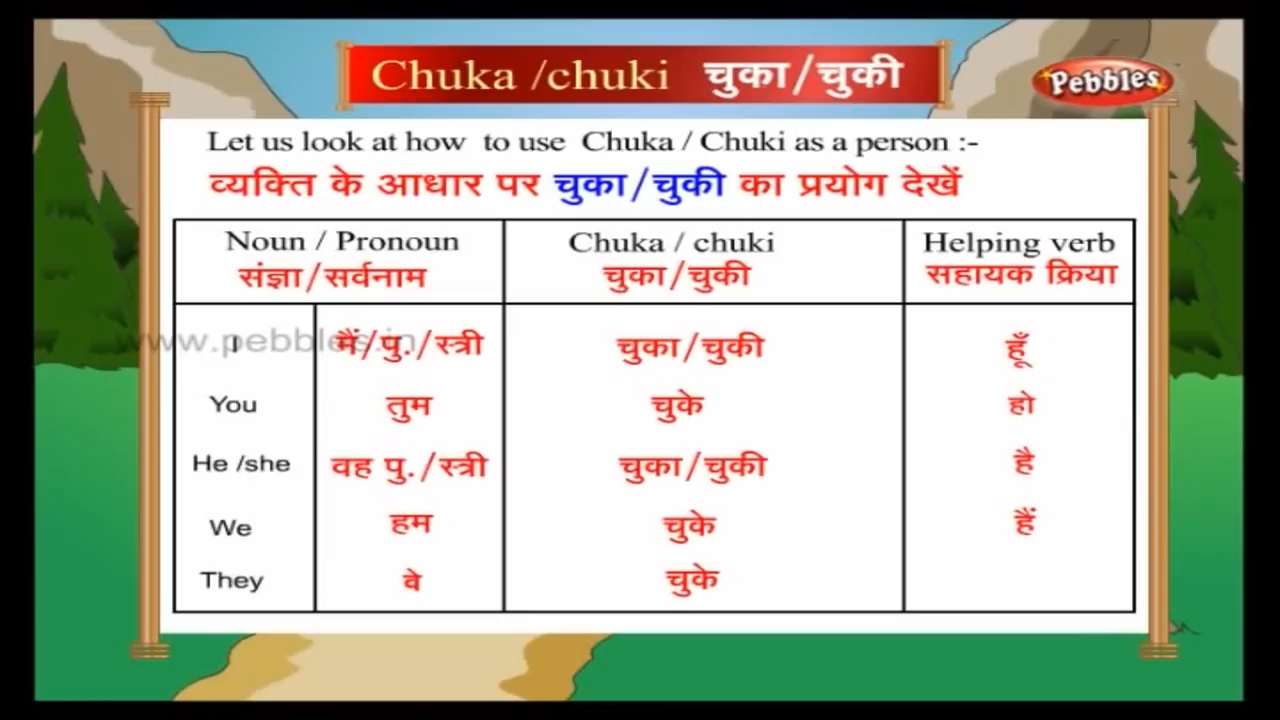 Chuka /chuki चुका/चुकी
Pebbles
Let us look at how to use Chuka / Chuki as a person :-
व्यक्ति के आधार पर चुका/चुकी का प्रयोग देखें
Noun / Pronoun Chuka / chuki Helping verb
संज्ञा/सर्वनाम चुका/चुकी सहायक क्रिया
www.pebbles.in
I मैं/पु./स्त्री चुका/चुकी हूँ
You तुम चुके हो
He /she वह पु./स्त्री चुका/चुकी है
We हम चुके हैं
They वे चुके